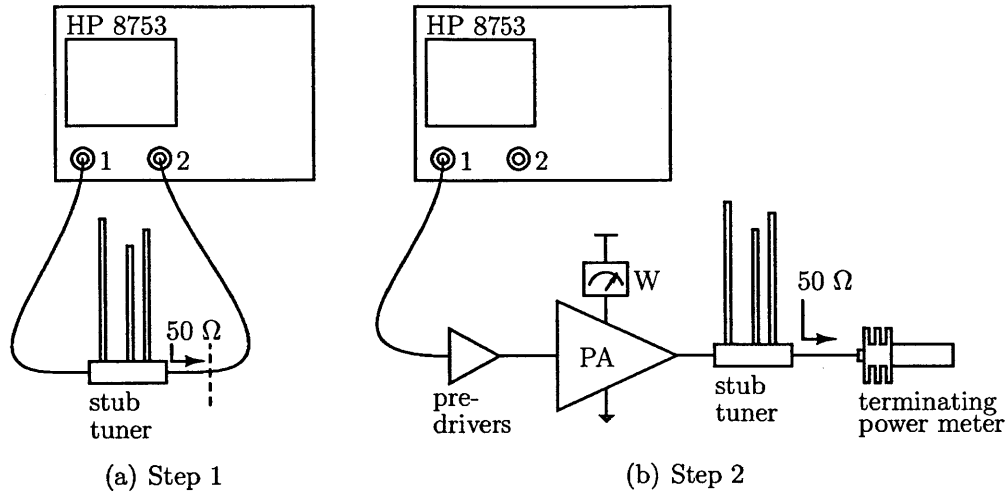 HP 8753
1
2
50 Ω
stub
tuner
(a) Step 1
HP 8753
1
2
W
PA
pre-
drivers
50 Ω
stub
tuner
terminating
power meter
(b) Step 2